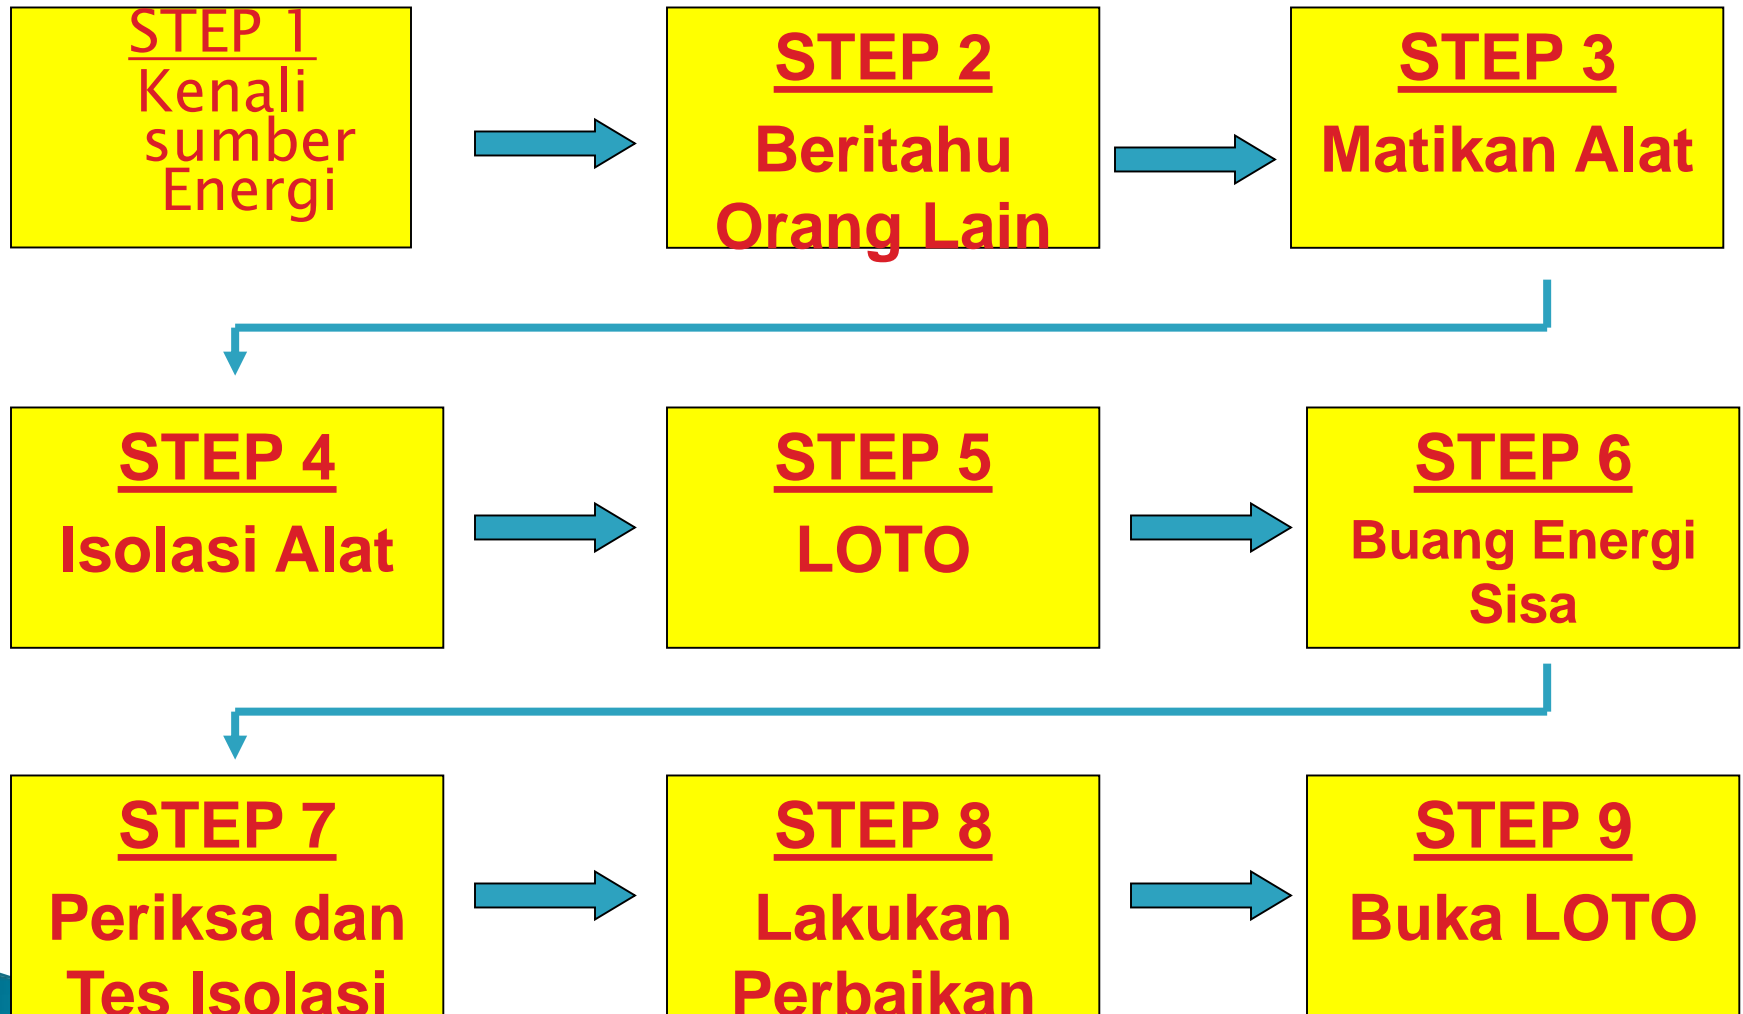 STEP 1
Kenali
sumber
Energi
STEP 2
Beritahu
Orang Lain
STEP 3
Matikan Alat
STEP 4
Isolasi Alat
STEP 5
LOTO
STEP 6
Buang Energi
Sisa
STEP 7
Periksa dan
Tes Isolasi
STEP 8
Lakukan
Perbaikan
STEP 9
Buka LOTO